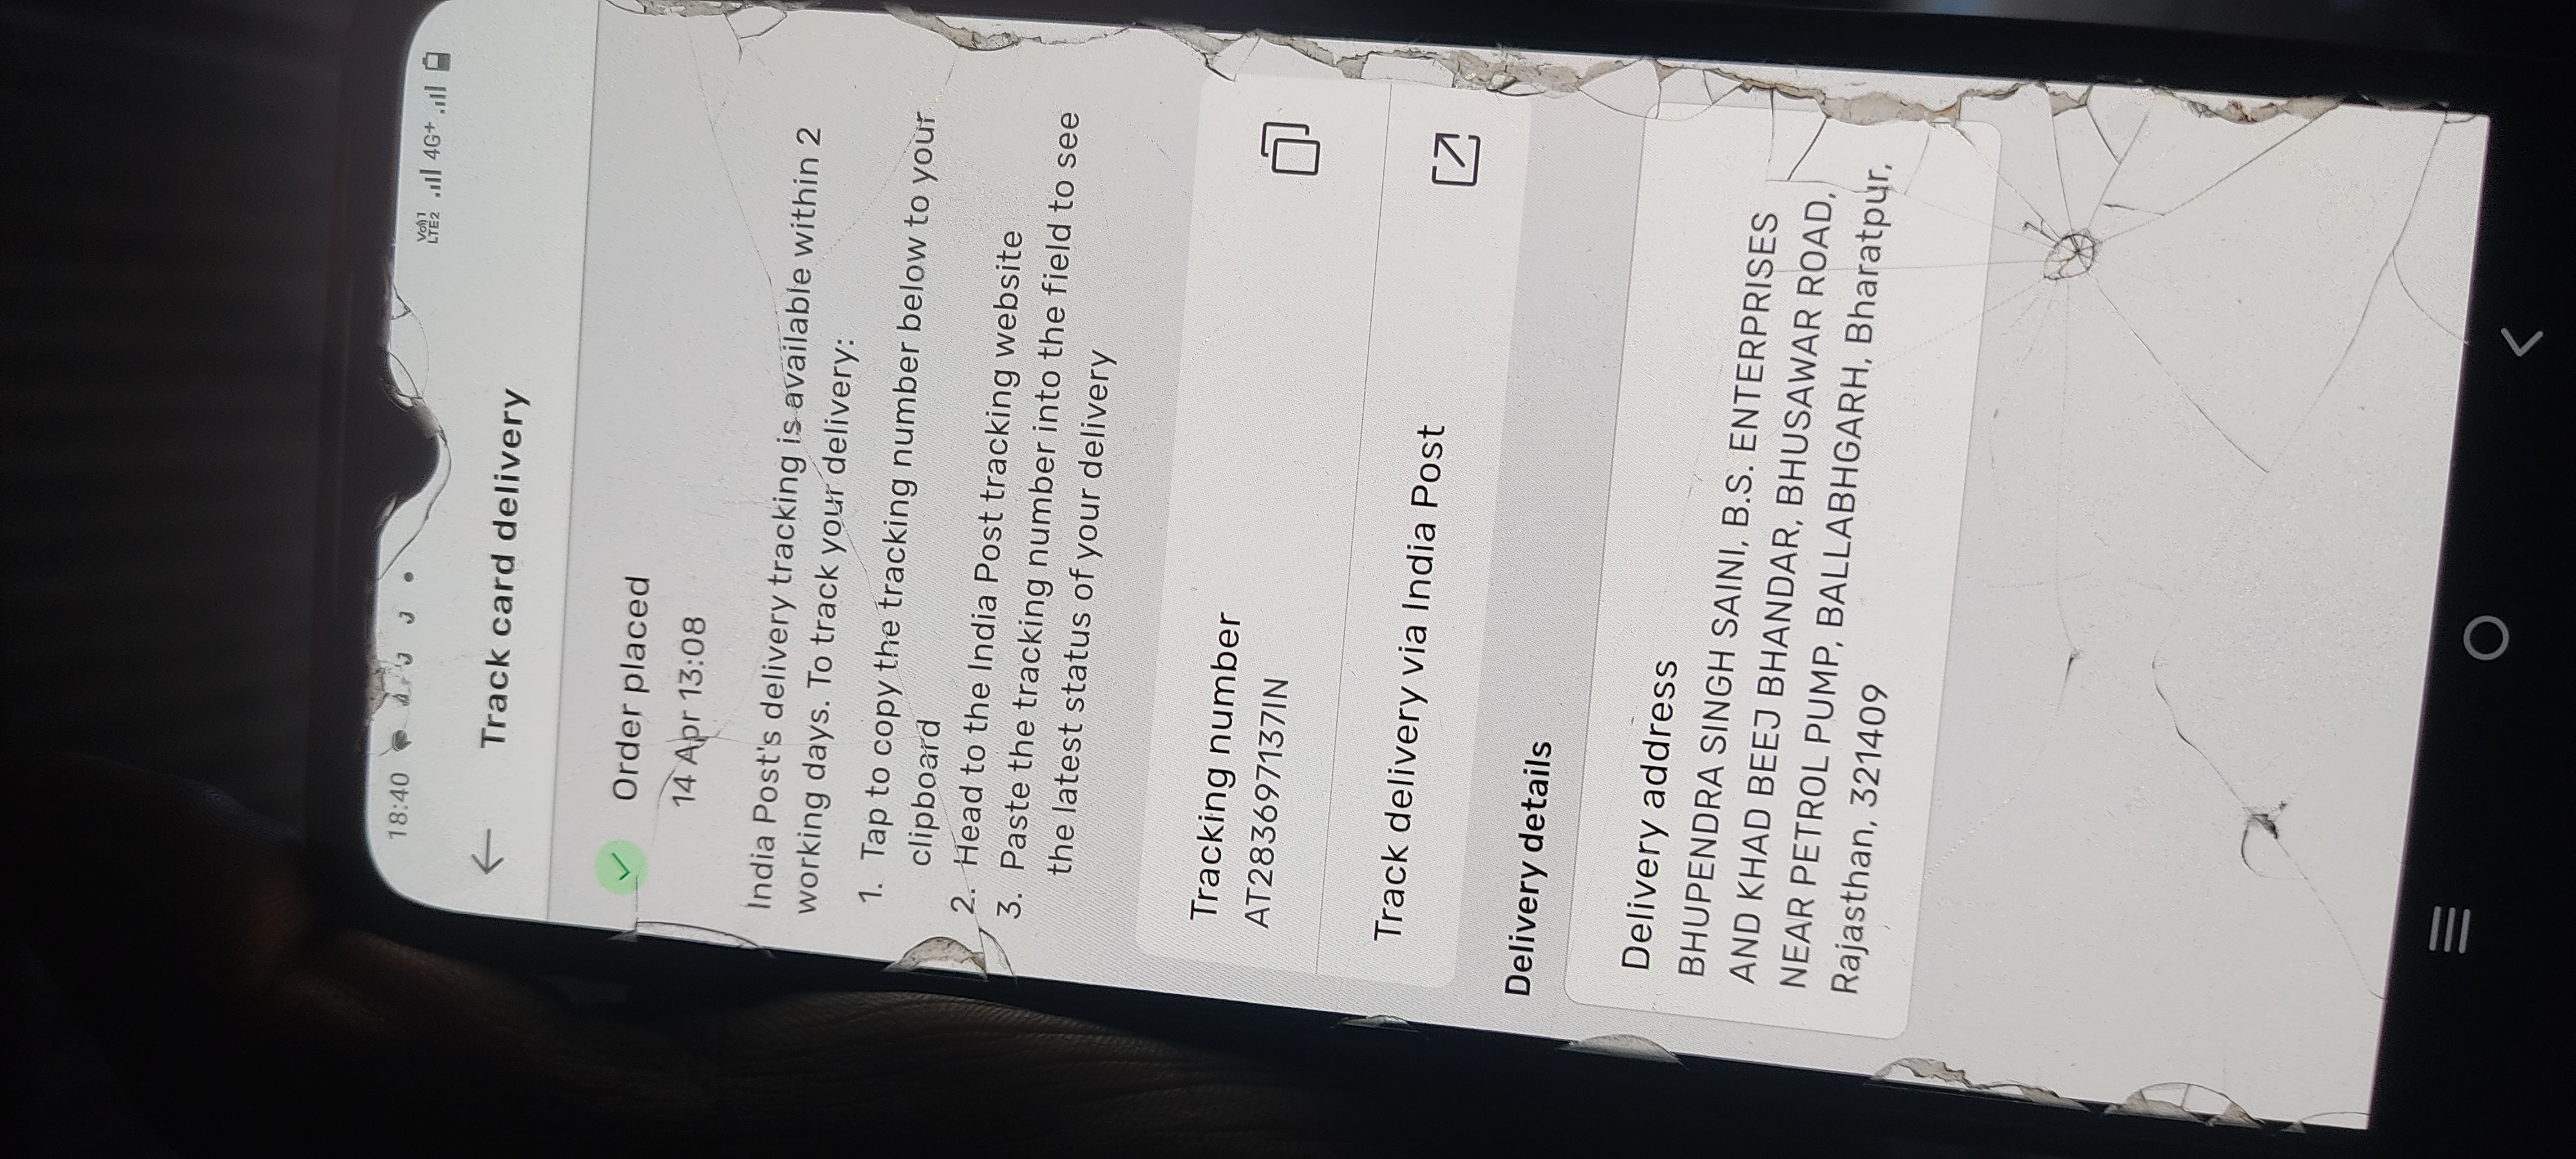 18:40
Vo))1
LTE2 4G+
Track card delivery
Order placed
14 Apr 13:08
India Post's delivery tracking is available within 2
working days. To track your delivery:
1. Tap to copy the tracking number below to your
clipboard
2. Head to the India Post tracking website
3. Paste the tracking number into the field to see
the latest status of your delivery
Tracking number
AT283697137IN
Track delivery via India Post
Delivery details
Delivery address
BHUPENDRA SINGH SAINI, B.S. ENTERPRISES
AND KHAD BEEJ BHANDAR, BHUSAWAR ROAD,
NEAR PETROL PUMP, BALLABHGARH, Bharatpur,
Rajasthan, 321409